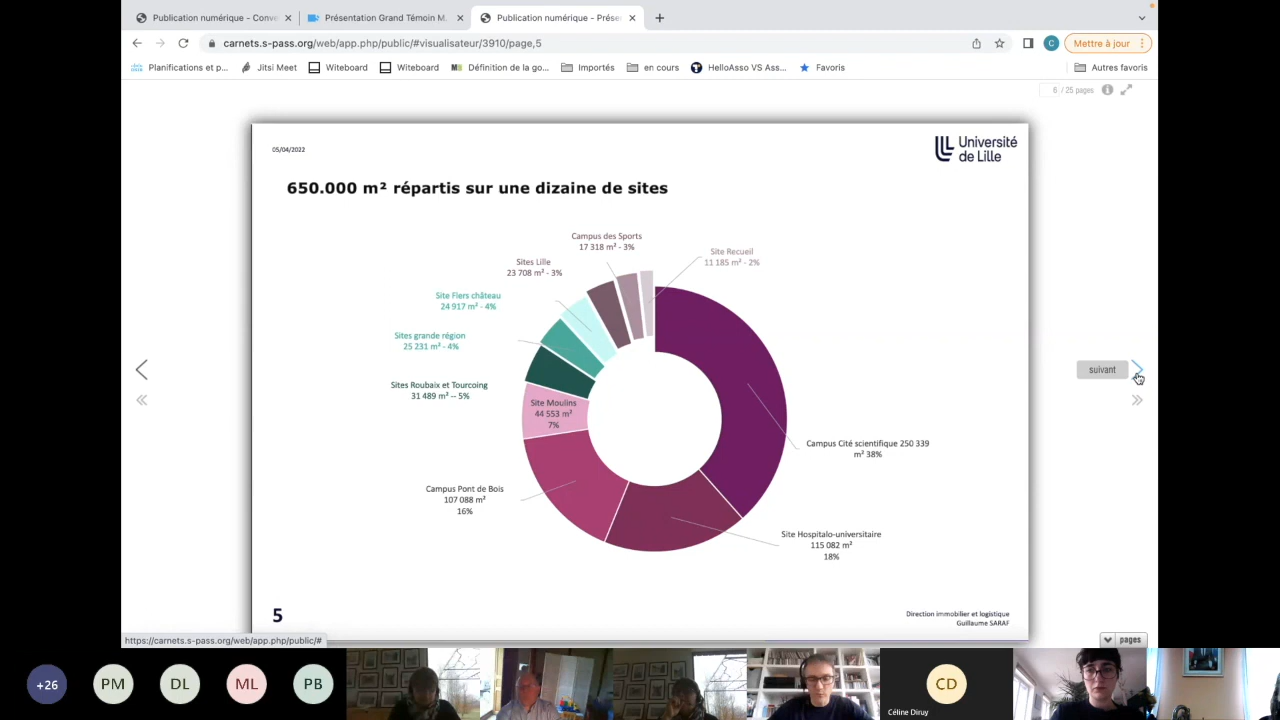 Publication numérique - Conve
Présentation Grand Témoin M.
Publication numérique - Prése
carnets.s-pass.org/web/app.php/public/#visualisateur/3910/page,5
C
Mettre à jour
Planifications et p...
Jitsi Meet
Witeboard
Witeboard
Définition de la go...
Importés
en cours
HelloAsso VS Ass...
Favoris
Autres favoris
6 / 25 pages
05/04/2022
Université
de Lille
650.000 m² répartis sur une dizaine de sites
Campus des Sports
17 318 m² - 3%
Site Recueil
11 185 m² - 2%
Sites Lille
23 708 m² - 3%
Site Flers château
24 917 m² - 4%
Sites grande région
25 231 m² - 4%
suivant
Sites Roubaix et Tourcoing
31 489 m² -- 5%
Site Moulins
44 553 m²
7%
Campus Cité scientifique 250 339
m² 38%
Campus Pont de Bois
107 088 m²
16%
Site Hospitalo-universitaire
115 082 m²
18%
5
Direction immobilier et logistique
Guillaume SARAF
https://carnets.s-pass.org/web/app.php/public/#
pages
+26
PM
DL
ML
PB
CD
Céline Diruy